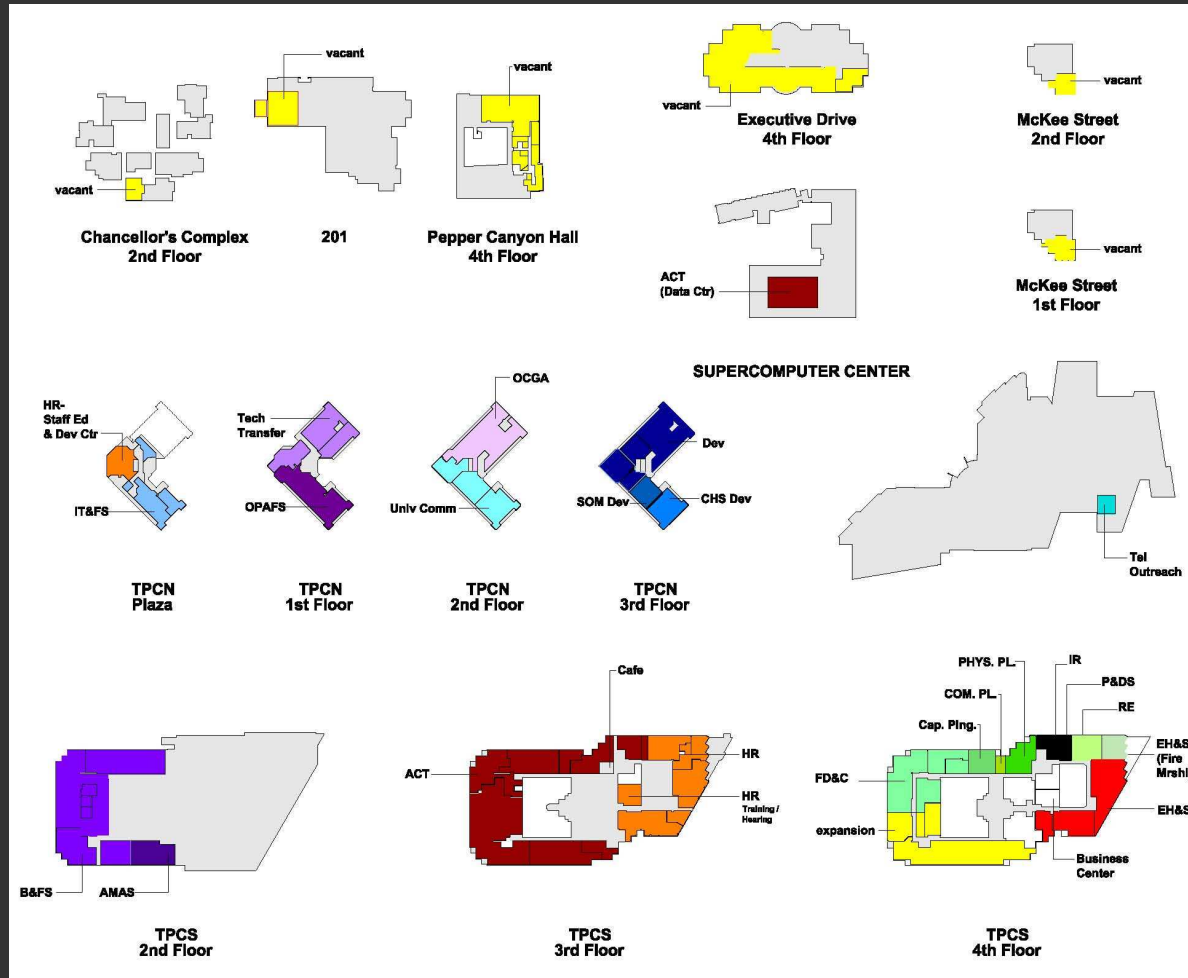 vacant
vacant
Chancellor's Complex
2nd Floor
201
vacant
Pepper Canyon Hall
4th Floor
vacant
Executive Drive
4th Floor
vacant
McKee Street
2nd Floor
ACT
(Data Ctr)
vacant
McKee Street
1st Floor
SUPERCOMPUTER CENTER
HR-
Staff Ed
& Dev Ctr
IT&FS
TPCN
Plaza
Tech
Transfer
OPAFS
TPCN
1st Floor
OCGA
Univ Comm
TPCN
2nd Floor
Dev
SOM Dev
CHS Dev
TPCN
3rd Floor
Tel
Outreach
B&FS
AMAS
TPCS
2nd Floor
Cafe
ACT
HR
HR
Training /
Hearing
TPCS
3rd Floor
PHYS. PL.
IR
COM. PL.
P&DS
Cap. Plng.
RE
FD&C
EH&S
(Fire
Mrshl
EH&S
expansion
Business
Center
TPCS
4th Floor